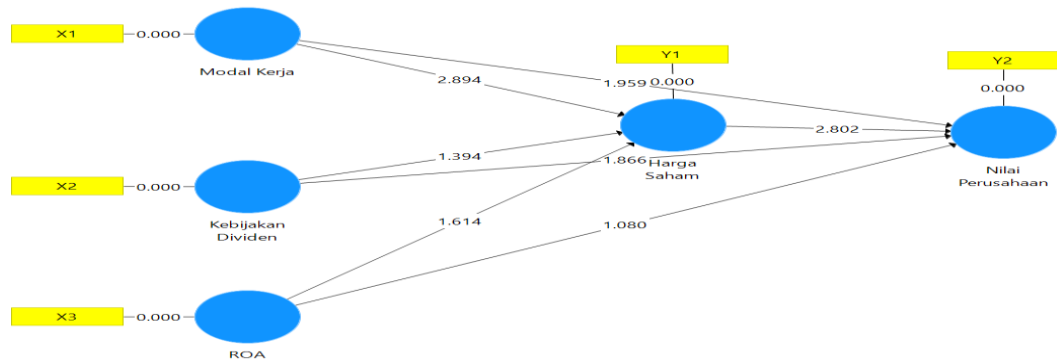 X1
0.000
Modal Kerja
2.894
1.959
Y1
0.000
Harga
Saham
Y2
0.000
2.802
Nilai
Perusahaan
X2
0.000
Kebijakan
Dividen
1.394
1.866
X3
0.000
ROA
1.614
1.080